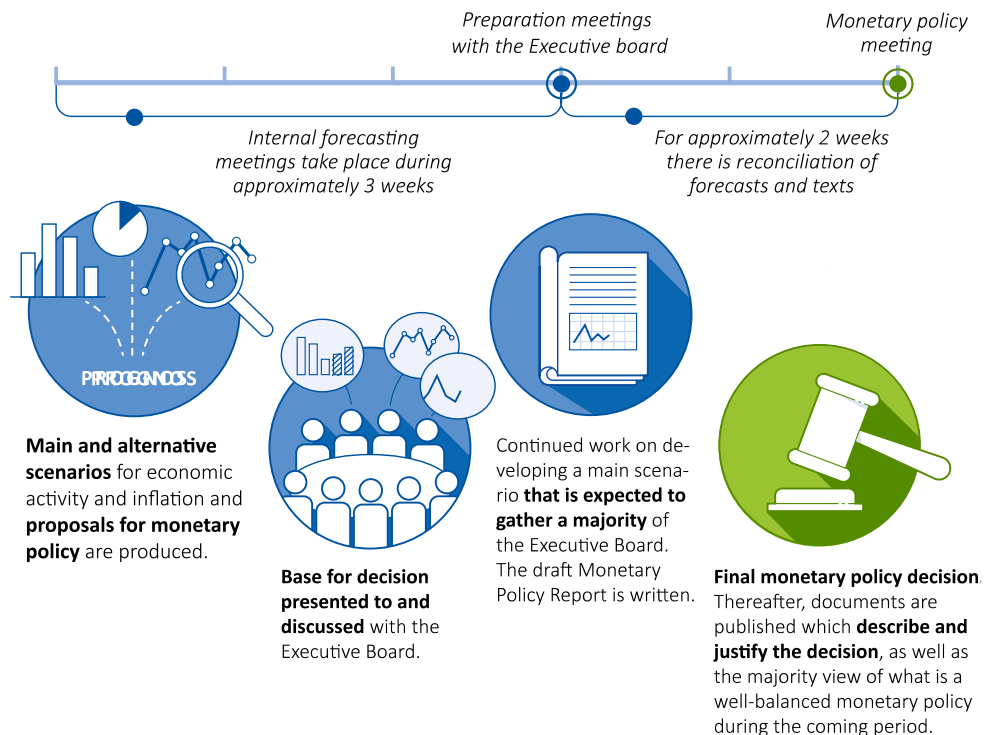 Preparation meetings
with the Executive board
Monetary policy
meeting
Internal forecasting
meetings take place during
approximately 3 weeks
For approximately 2 weeks
there is reconciliation of
forecasts and texts
Main and alternative
scenarios for economic
activity and inflation and
proposals for monetary
policy are produced.
Base for decision
presented to and
discussed with the
Executive Board.
Continued work on de-
veloping a main scena-
rio that is expected to
gather a majority of
the Executive Board.
The draft Monetary
Policy Report is written.
Final monetary policy decision.
Thereafter, documents are
published which describe and
justify the decision, as well as
the majority view of what is a
well-balanced monetary policy
during the coming period.